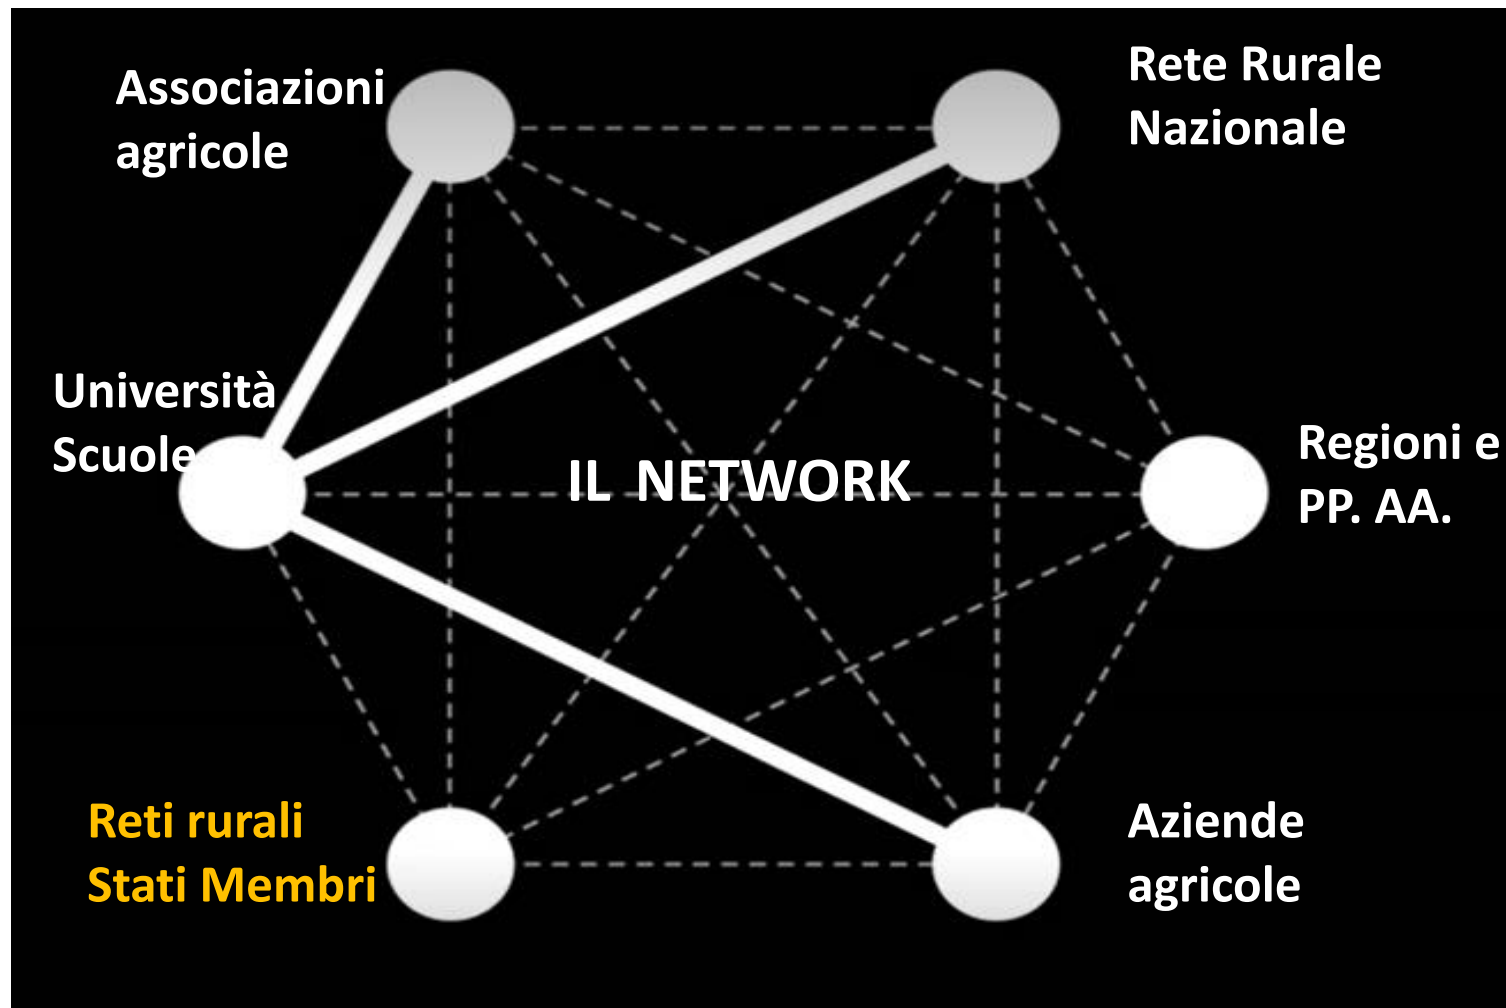 Associazioni
agricole
Rete Rurale
Nazionale
Università
Scuole
IL NETWORK
Regioni e
PP. AA.
Reti rurali
Stati Membri
Aziende
agricole